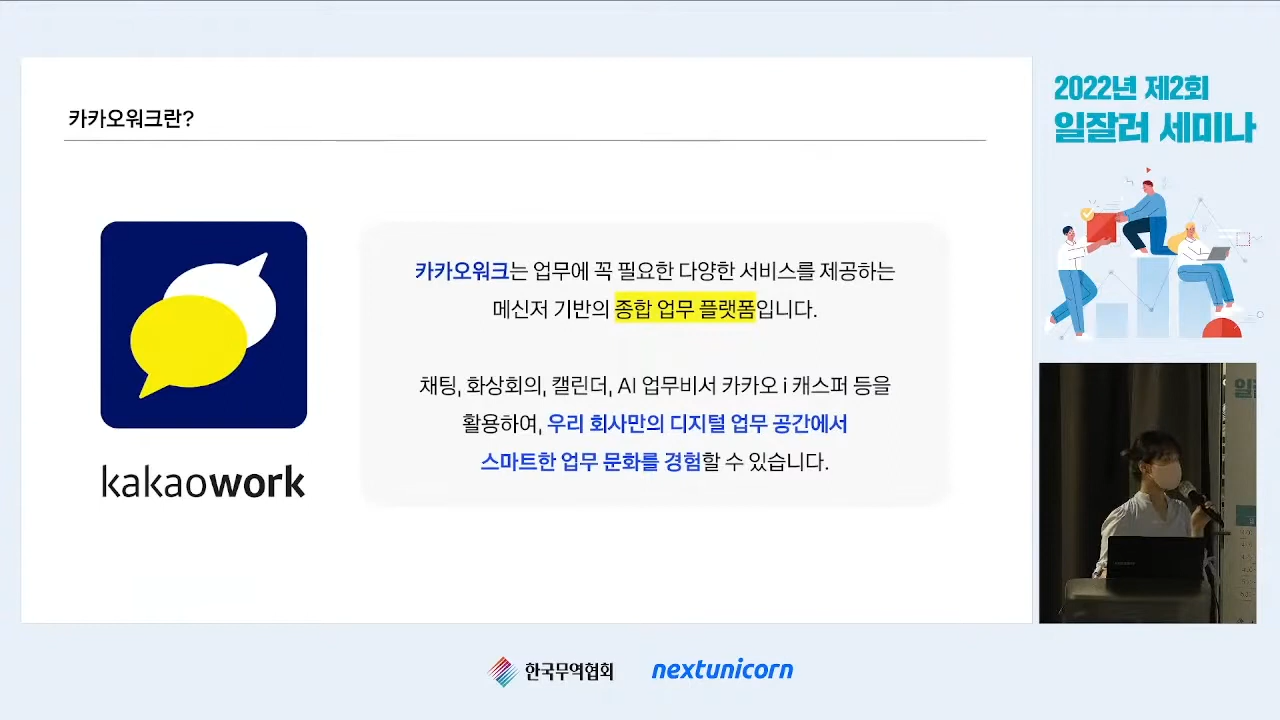 카카오워크란?
kakaowork
카카오워크는 업무에 꼭 필요한 다양한 서비스를 제공하는
메신저 기반의 종합 업무 플랫폼입니다.
채팅, 화상회의, 캘린더, AI 업무비서 카카오 i 캐스퍼 등을
활용하여, 우리 회사만의 디지털 업무 공간에서
스마트한 업무 문화를 경험할 수 있습니다.
2022년 제2회
일잘러 세미나
한국무역협회
nextunicorn